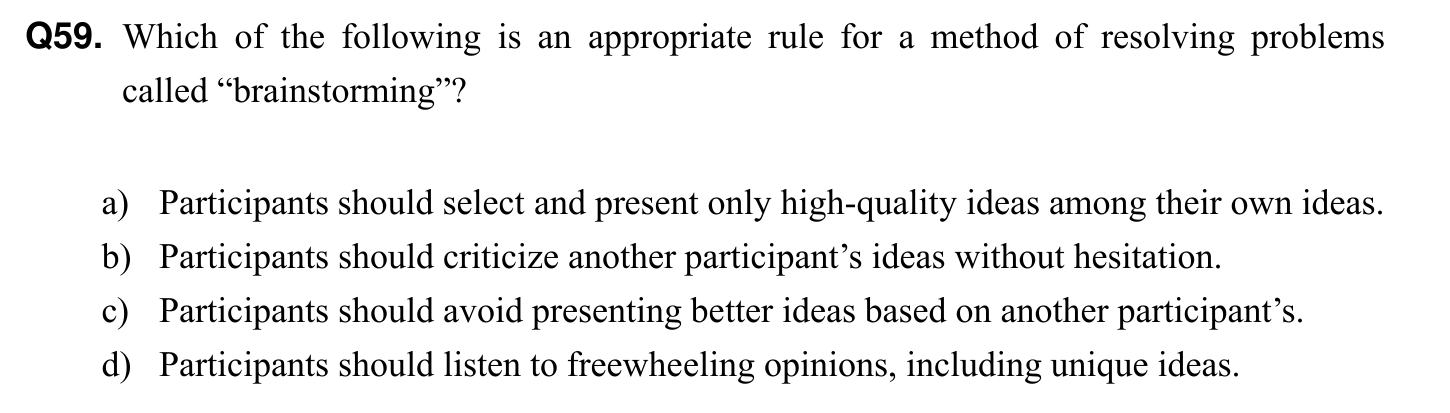 Q59. Which of the following is an appropriate rule for a method of resolving problems
called “brainstorming”?
a) Participants should select and present only high-quality ideas among their own ideas.
b) Participants should criticize another participant’s ideas without hesitation.
c) Participants should avoid presenting better ideas based on another participant’s.
d) Participants should listen to freewheeling opinions, including unique ideas.